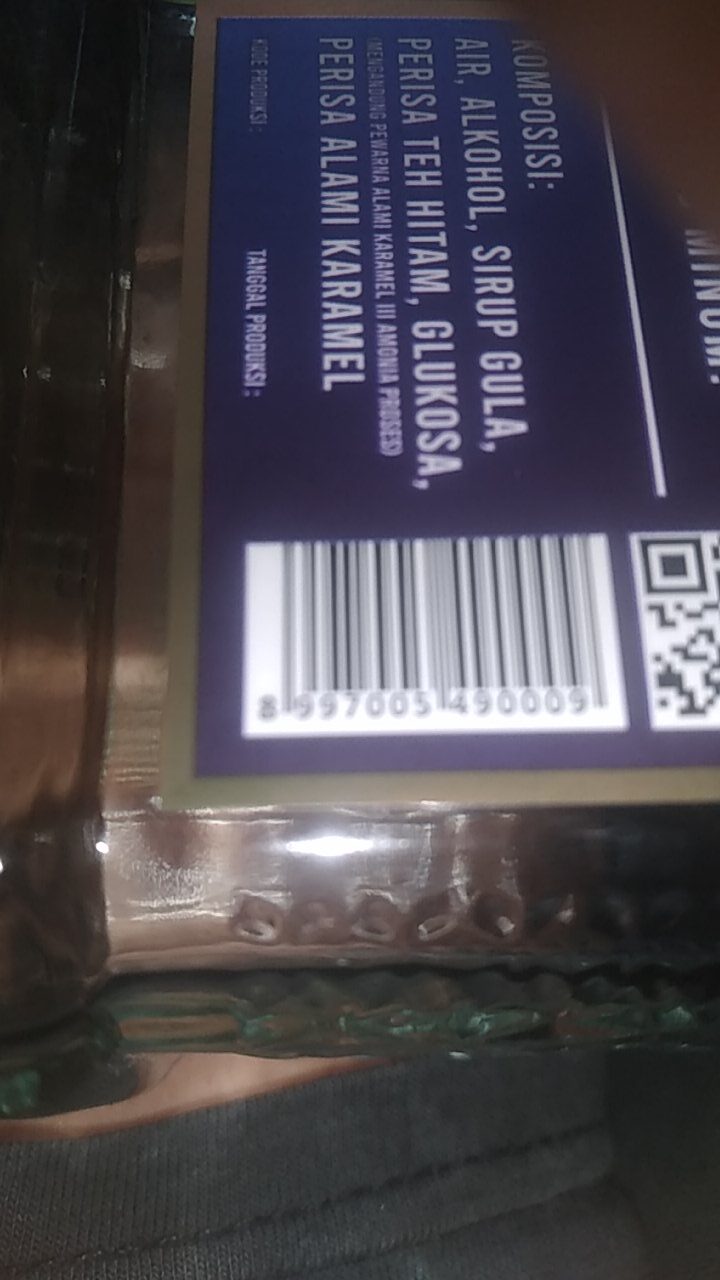 MINUM.
KOMPOSISI:
AIR, ALKOHOL, SIRUP GULA,
PERISA TEH HITAM, GLUKOSA,
(MENGANDUNG PEWARNA ALAMI KARAMEL III AMONIA PROSES)
PERISA ALAMI KARAMEL
KODE PRODUKSI : TANGGAL PRODUKSI :
8 997005 490009